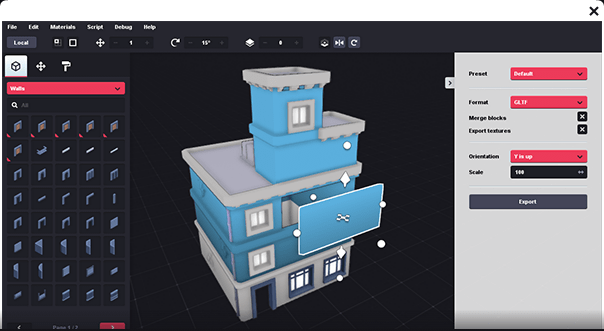 File Edit Materials Script Debug Help
Local - 1 + - 15° + - 0 +
Walls
All
Page 1 / 7
Preset Default
Format GLTF
Merge blocks
Export textures
Orientation Y is up
Scale 100
Export